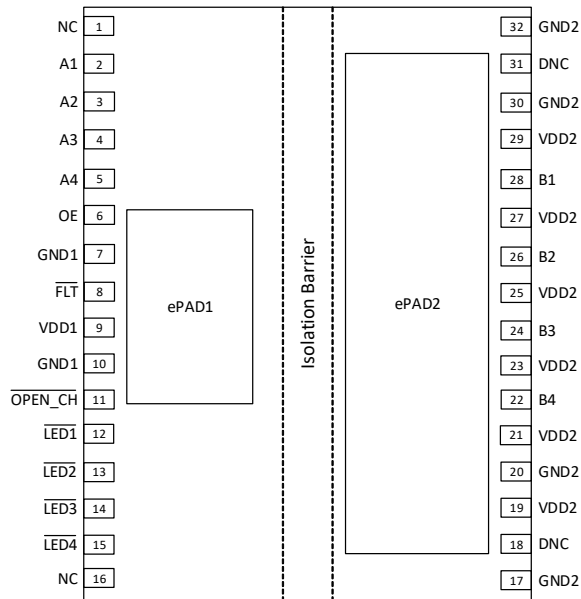 NC 1 32 GND2
A1 2 31 DNC
A2 3 30 GND2
A3 4 29 VDD2
A4 5 28 B1
OE 6 27 VDD2
GND1 7 26 B2
FLT 8 25 VDD2
ePAD1 Isolation Barrier ePAD2
VDD1 9 24 B3
GND1 10 23 VDD2
OPEN_CH 11 22 B4
LED1 12 21 VDD2
LED2 13 20 GND2
LED3 14 19 VDD2
LED4 15 18 DNC
NC 16 17 GND2